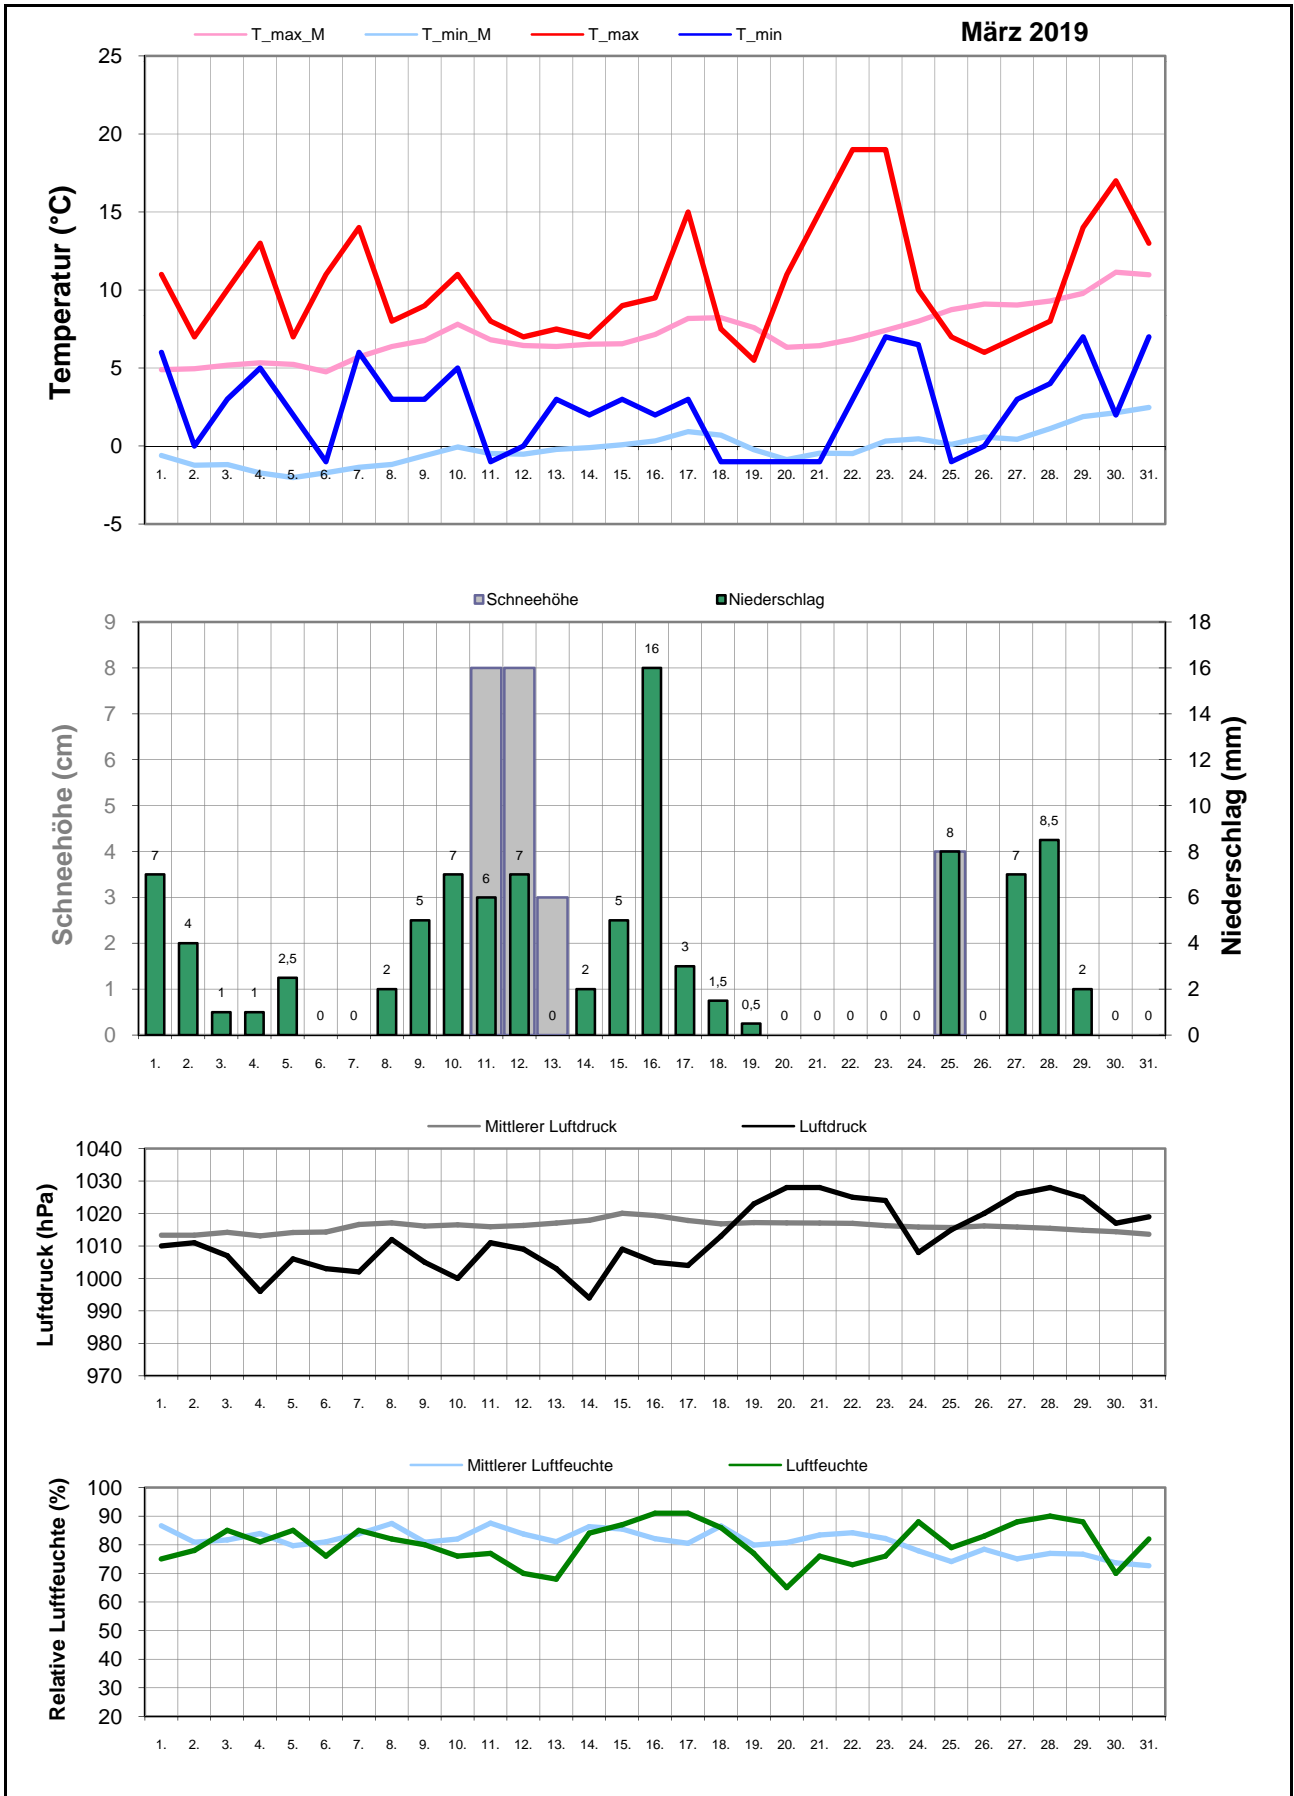 T_max_M T_min_M T_max T_min März 2019
25
20
15
10
5
0
-5
Temperatur (°C)
1. 2. 3. 4. 5. 6. 7. 8. 9. 10. 11. 12. 13. 14. 15. 16. 17. 18. 19. 20. 21. 22. 23. 24. 25. 26. 27. 28. 29. 30. 31.
Schneehöhe Niederschlag
9 18
8 16
7 14
6 12
5 10
4 8
3 6
2 4
1 2
0 0
Schneehöhe (cm)
Niederschlag (mm)
7 4 1 1 2,5 0 0 2 5 7 6 7 0 2 5 16 3 1,5 0,5 0 0 0 0 0 8 0 7 8,5 2 0 0
1. 2. 3. 4. 5. 6. 7. 8. 9. 10. 11. 12. 13. 14. 15. 16. 17. 18. 19. 20. 21. 22. 23. 24. 25. 26. 27. 28. 29. 30. 31.
Mittlerer Luftdruck Luftdruck
1040
1030
1020
1010
1000
990
980
970
Luftdruck (hPa)
1. 2. 3. 4. 5. 6. 7. 8. 9. 10. 11. 12. 13. 14. 15. 16. 17. 18. 19. 20. 21. 22. 23. 24. 25. 26. 27. 28. 29. 30. 31.
Mittlerer Luftfeuchte Luftfeuchte
100
90
80
70
60
50
40
30
20
Relative Luftfeuchte (%)
1. 2. 3. 4. 5. 6. 7. 8. 9. 10. 11. 12. 13. 14. 15. 16. 17. 18. 19. 20. 21. 22. 23. 24. 25. 26. 27. 28. 29. 30. 31.